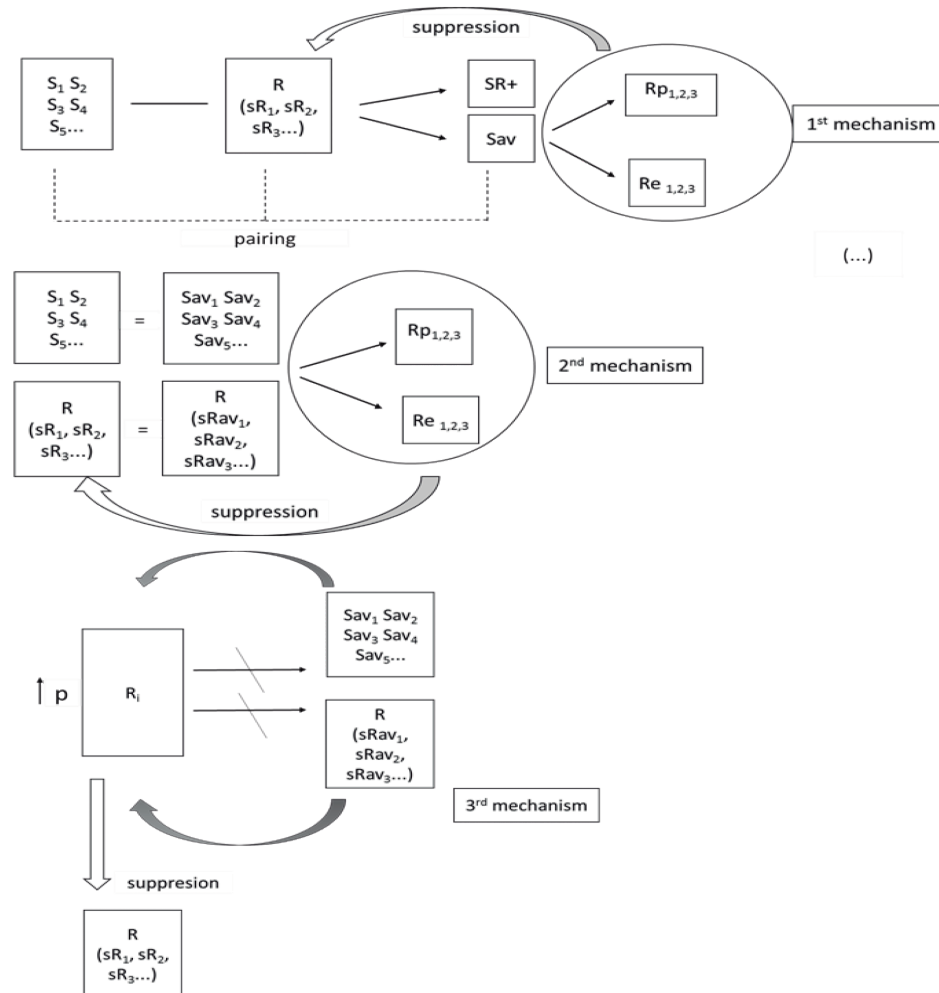 suppression
S₁ S₂
S₃ S₄
S₅...
R
(sR₁, sR₂,
sR₃...)
SR+
Sav
Rp₁,₂,₃
Re ₁,₂,₃
1ˢᵗ mechanism
pairing
(...)
S₁ S₂
S₃ S₄
S₅...
=
Sav₁ Sav₂
Sav₃ Sav₄
Sav₅...
Rp₁,₂,₃
Re ₁,₂,₃
2ⁿᵈ mechanism
R
(sR₁, sR₂,
sR₃...)
=
R
(sRav₁,
sRav₂,
sRav₃...)
suppression
Sav₁ Sav₂
Sav₃ Sav₄
Sav₅...
↑ p
Rᵢ
R
(sRav₁,
sRav₂,
sRav₃...)
3ʳᵈ mechanism
suppresion
R
(sR₁, sR₂,
sR₃...)